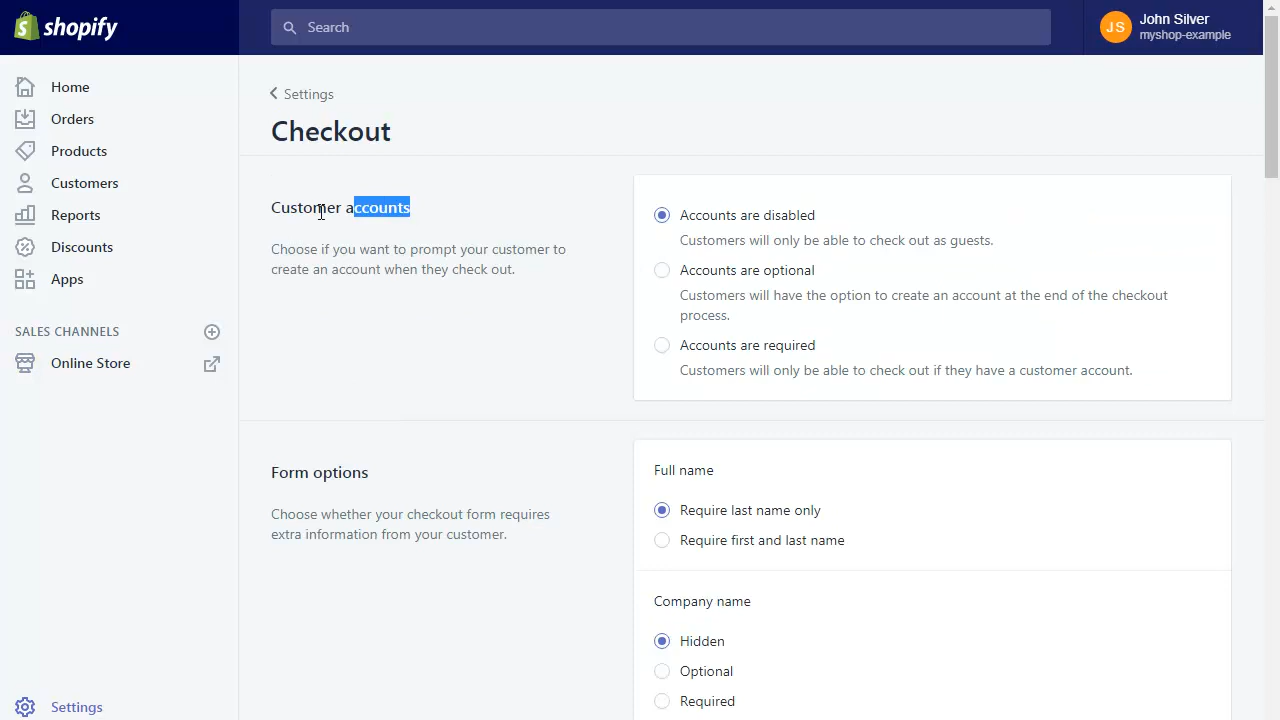 shopify
Search
JS
John Silver
myshop-example
Home
Orders
Products
Customers
Reports
Discounts
Apps
SALES CHANNELS
Online Store
Settings
Settings
Checkout
Customer accounts
Choose if you want to prompt your customer to
create an account when they check out.
Accounts are disabled
Customers will only be able to check out as guests.
Accounts are optional
Customers will have the option to create an account at the end of the checkout
process.
Accounts are required
Customers will only be able to check out if they have a customer account.
Form options
Choose whether your checkout form requires
extra information from your customer.
Full name
Require last name only
Require first and last name
Company name
Hidden
Optional
Required